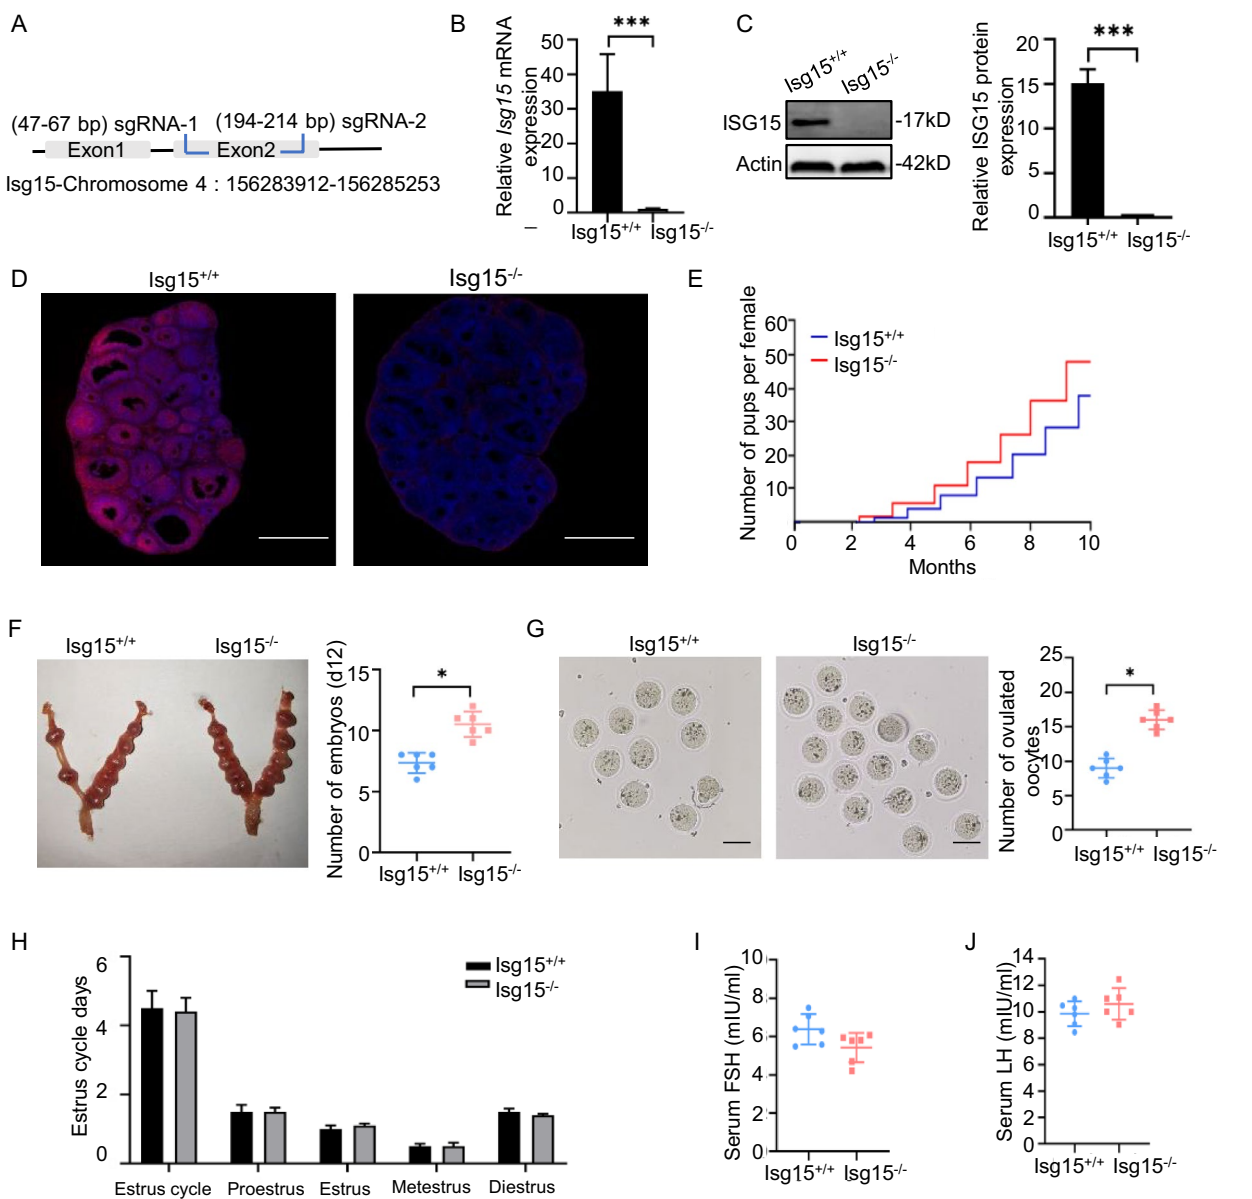 A
(47-67 bp) sgRNA-1 (194-214 bp) sgRNA-2
Exon1 Exon2
Isg15-Chromosome 4 : 156283912-156285253
B
Relative Isg15 mRNA
expression
50
40
30
20
10
0
***
–
Isg15+/+ Isg15-/-
C
Isg15+/+ Isg15-/-
ISG15 -17kD
Actin -42kD
Relative ISG15 protein
expression
20
15
10
5
0
***
Isg15+/+ Isg15-/-
D
Isg15+/+ Isg15-/-
E
Number of pups per female
60
50
40
30
20
10
Isg15+/+
Isg15-/-
0 2 4 6 8 10
Months
F
Isg15+/+ Isg15-/-
Number of embryos (d12)
15
10
5
0
*
Isg15+/+ Isg15-/-
G
Isg15+/+ Isg15-/-
Number of ovulated
oocytes
25
20
15
10
5
0
*
Isg15+/+ Isg15-/-
H
Estrus cycle days
6
4
2
0
Isg15+/+
Isg15-/-
Estrus cycle Proestrus Estrus Metestrus Diestrus
I
Serum FSH (mIU/ml)
10
8
6
4
2
0
Isg15+/+ Isg15-/-
J
Serum LH (mIU/ml)
14
12
10
8
6
4
2
0
Isg15+/+ Isg15-/-